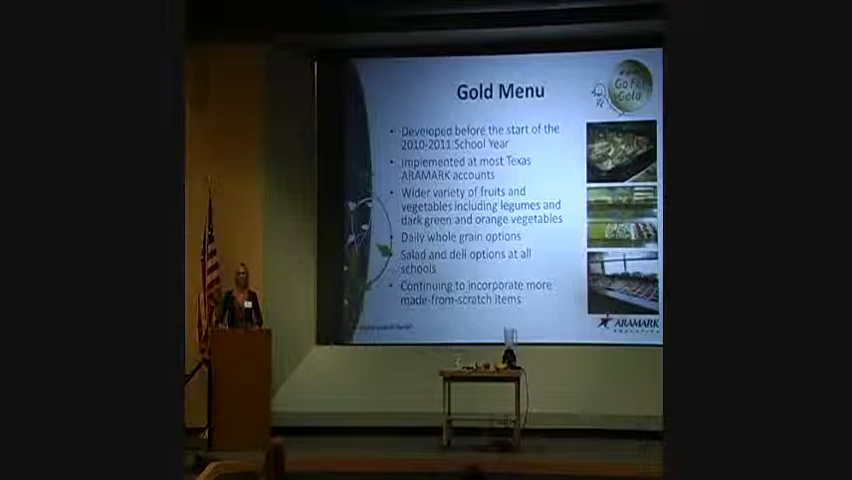 Gold Menu
Go For
Gold
• Developed before the start of the
2010-2011 School Year
• Implemented at most Texas
ARAMARK accounts
• Wider variety of fruits and
vegetables including legumes and
dark green and orange vegetables
• Daily whole grain options
• Salad and deli options at all
schools
• Continuing to incorporate more
made-from-scratch items
ARAMARK